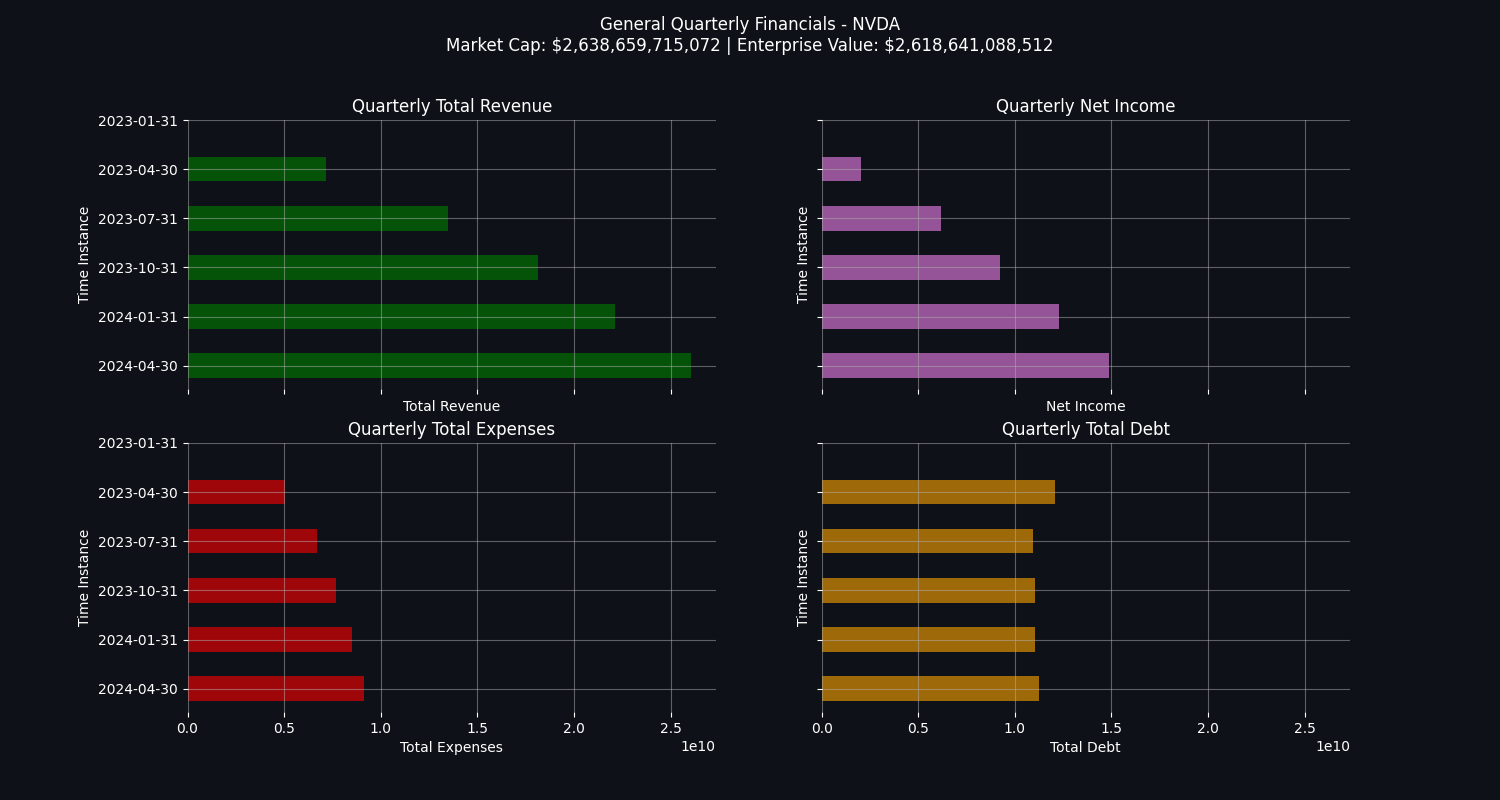 General Quarterly Financials - NVDA
Market Cap: $2,638,659,715,072 | Enterprise Value: $2,618,641,088,512
Quarterly Total Revenue
Time Instance
2023-01-31
2023-04-30
2023-07-31
2023-10-31
2024-01-31
2024-04-30
Total Revenue
Quarterly Net Income
Time Instance
Net Income
Quarterly Total Expenses
Time Instance
2023-01-31
2023-04-30
2023-07-31
2023-10-31
2024-01-31
2024-04-30
0.0 0.5 1.0 1.5 2.0 2.5
1e10
Total Expenses
Quarterly Total Debt
Time Instance
0.0 0.5 1.0 1.5 2.0 2.5
1e10
Total Debt